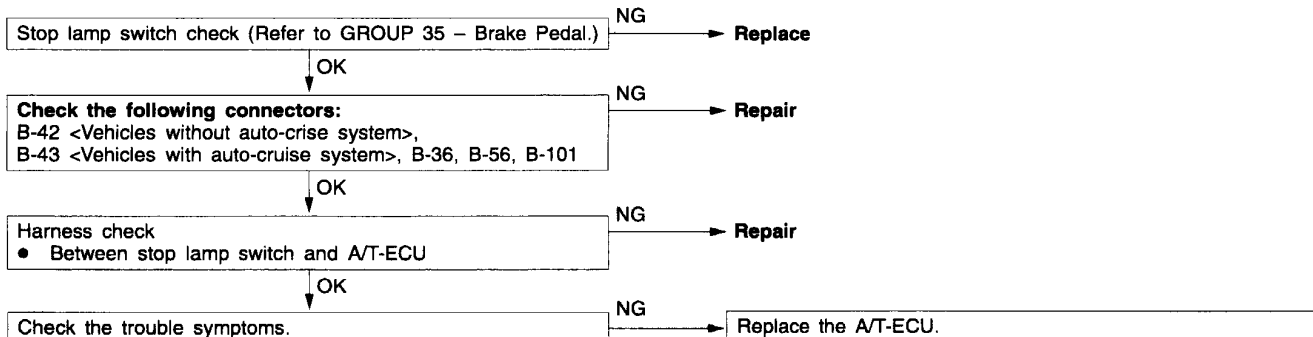 Stop lamp switch check (Refer to GROUP 35 – Brake Pedal.)
NG
Replace
OK
Check the following connectors:
B-42 <Vehicles without auto-crise system>,
B-43 <Vehicles with auto-cruise system>, B-36, B-56, B-101
NG
Repair
OK
Harness check
● Between stop lamp switch and A/T-ECU
NG
Repair
OK
Check the trouble symptoms.
NG
Replace the A/T-ECU.